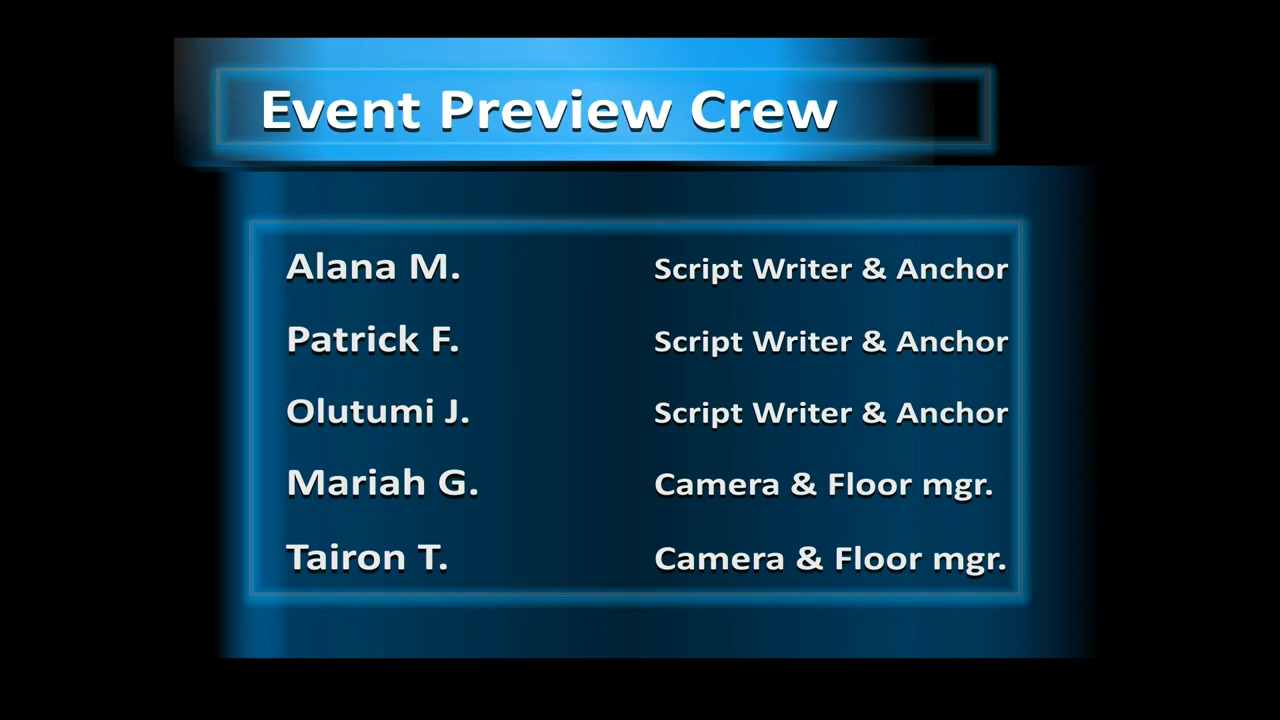 Event Preview Crew
Alana M. Script Writer & Anchor
Patrick F. Script Writer & Anchor
Olutumi J. Script Writer & Anchor
Mariah G. Camera & Floor mgr.
Tairon T. Camera & Floor mgr.